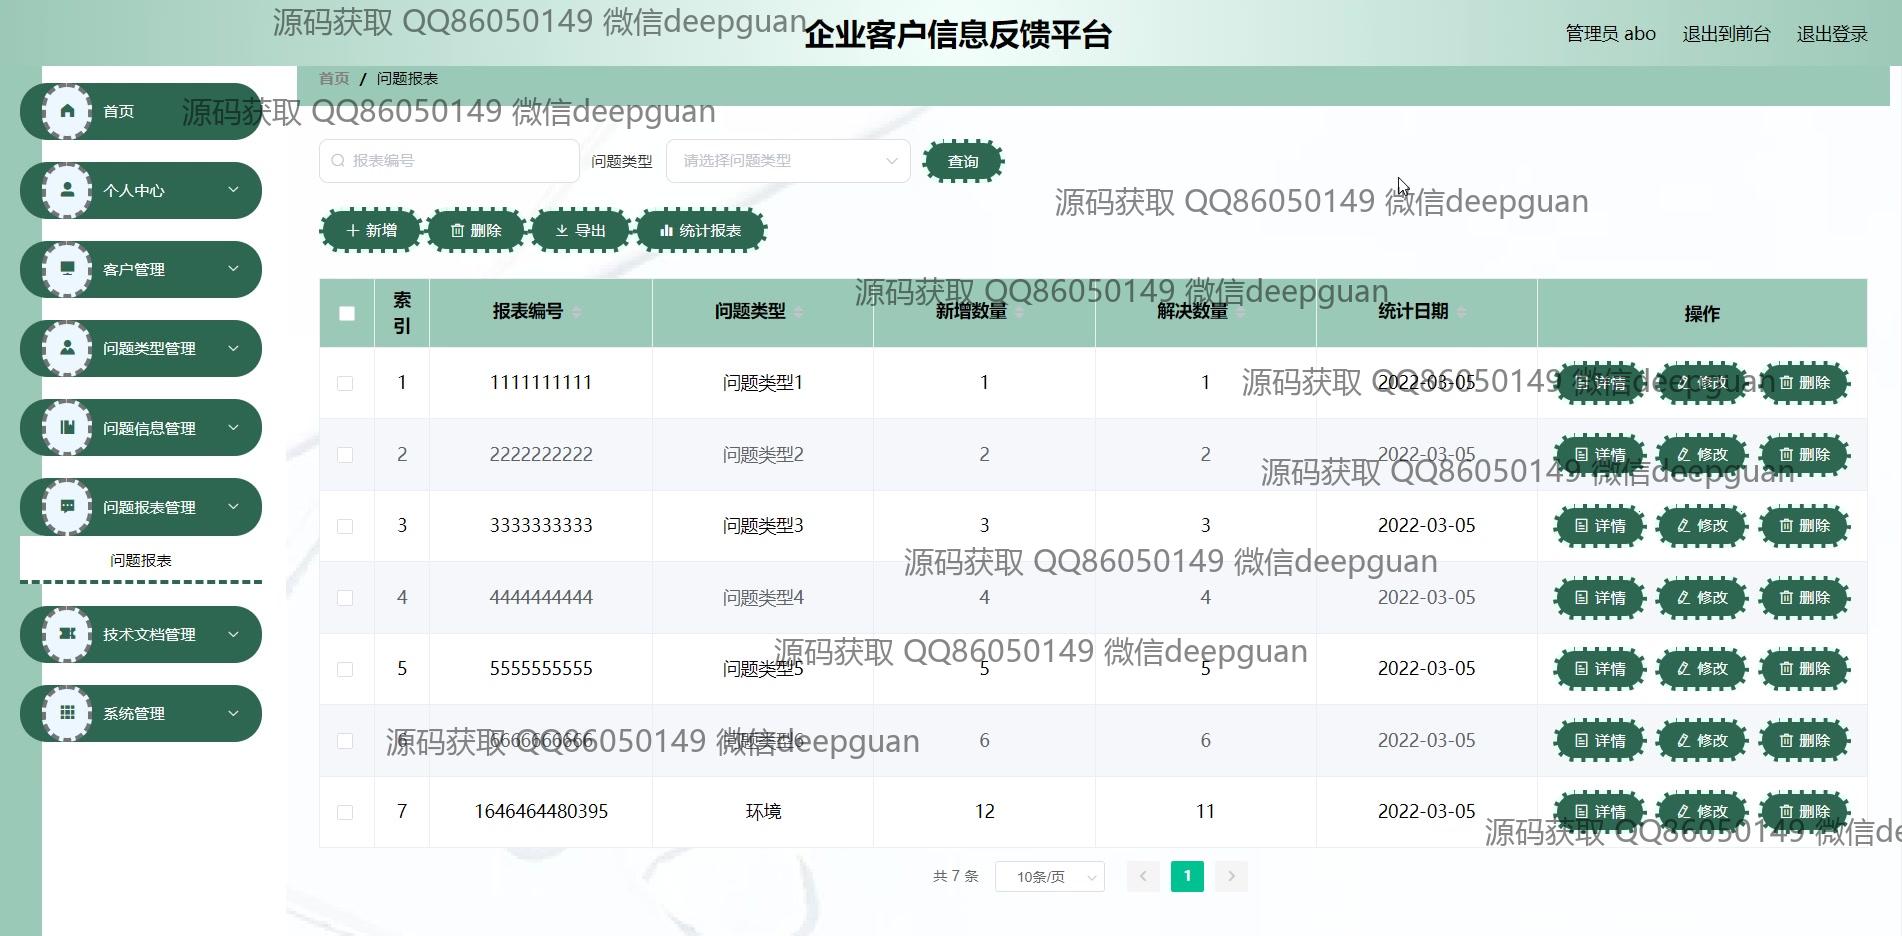 源码获取 QQ86050149 微信deepguan
企业客户信息反馈平台
管理员 abo 退出到前台 退出登录
首页 / 问题报表
首页
源码获取 QQ86050149 微信deepguan
报表编号 问题类型 请选择问题类型 查询
个人中心
源码获取 QQ86050149 微信deepguan
新增 删除 导出 统计报表
客户管理
源码获取 QQ86050149 微信deepguan
索引 报表编号 问题类型 新增数量 解决数量 统计日期 操作
问题类型管理
1 1111111111 问题类型1 1 1 2022-03-05 详情 修改 删除
源码获取 QQ86050149 微信deepguan
问题信息管理
2 2222222222 问题类型2 2 2 2022-03-05 详情 修改 删除
源码获取 QQ86050149 微信deepguan
问题报表管理
3 3333333333 问题类型3 3 3 2022-03-05 详情 修改 删除
问题报表
源码获取 QQ86050149 微信deepguan
4 4444444444 问题类型4 4 4 2022-03-05 详情 修改 删除
技术文档管理
源码获取 QQ86050149 微信deepguan
5 5555555555 问题类型5 5 5 2022-03-05 详情 修改 删除
系统管理
6 6666666666 问题类型6 6 6 2022-03-05 详情 修改 删除
源码获取 QQ86050149 微信deepguan
7 1646464480395 环境 12 11 2022-03-05 详情 修改 删除
源码获取 QQ86050149 微信de
共 7 条 10条/页 1